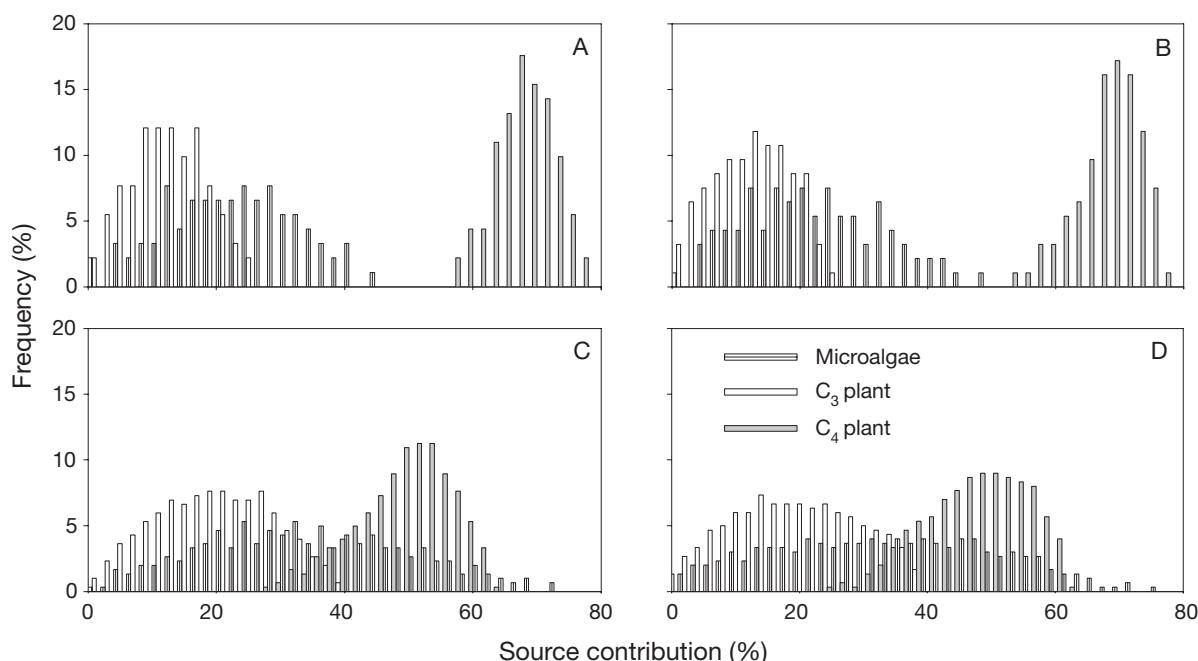 20
15
10
5
0
A
B
20
15
10
5
0
0 20 40 60 80
C
0 20 40 60 80
D
Microalgae
C₃ plant
C₄ plant
Frequency (%)
Source contribution (%)